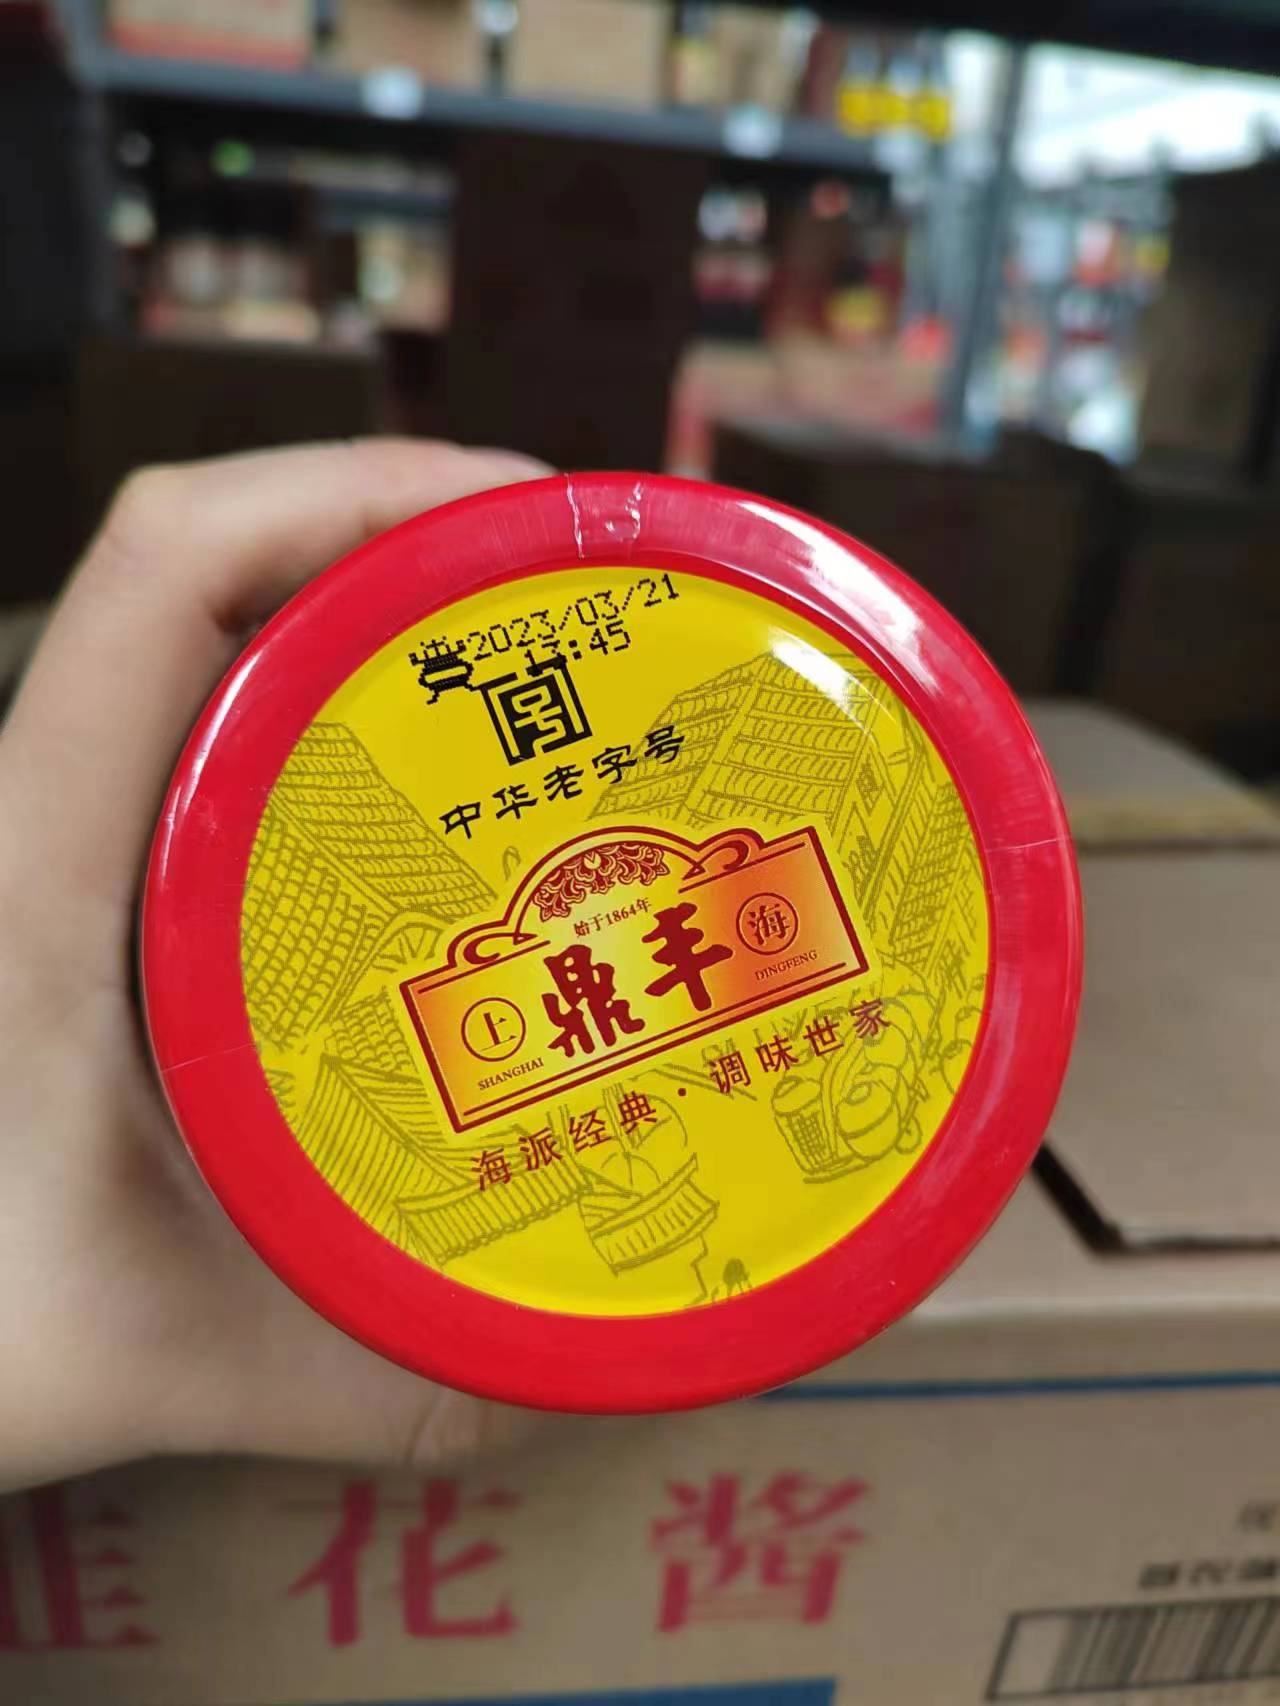 2023/03/21
13:45
中华老字号
始于1864年
上 鼎丰 海
SHANGHAI DINGFENG
海派经典·调味世家
韭花酱